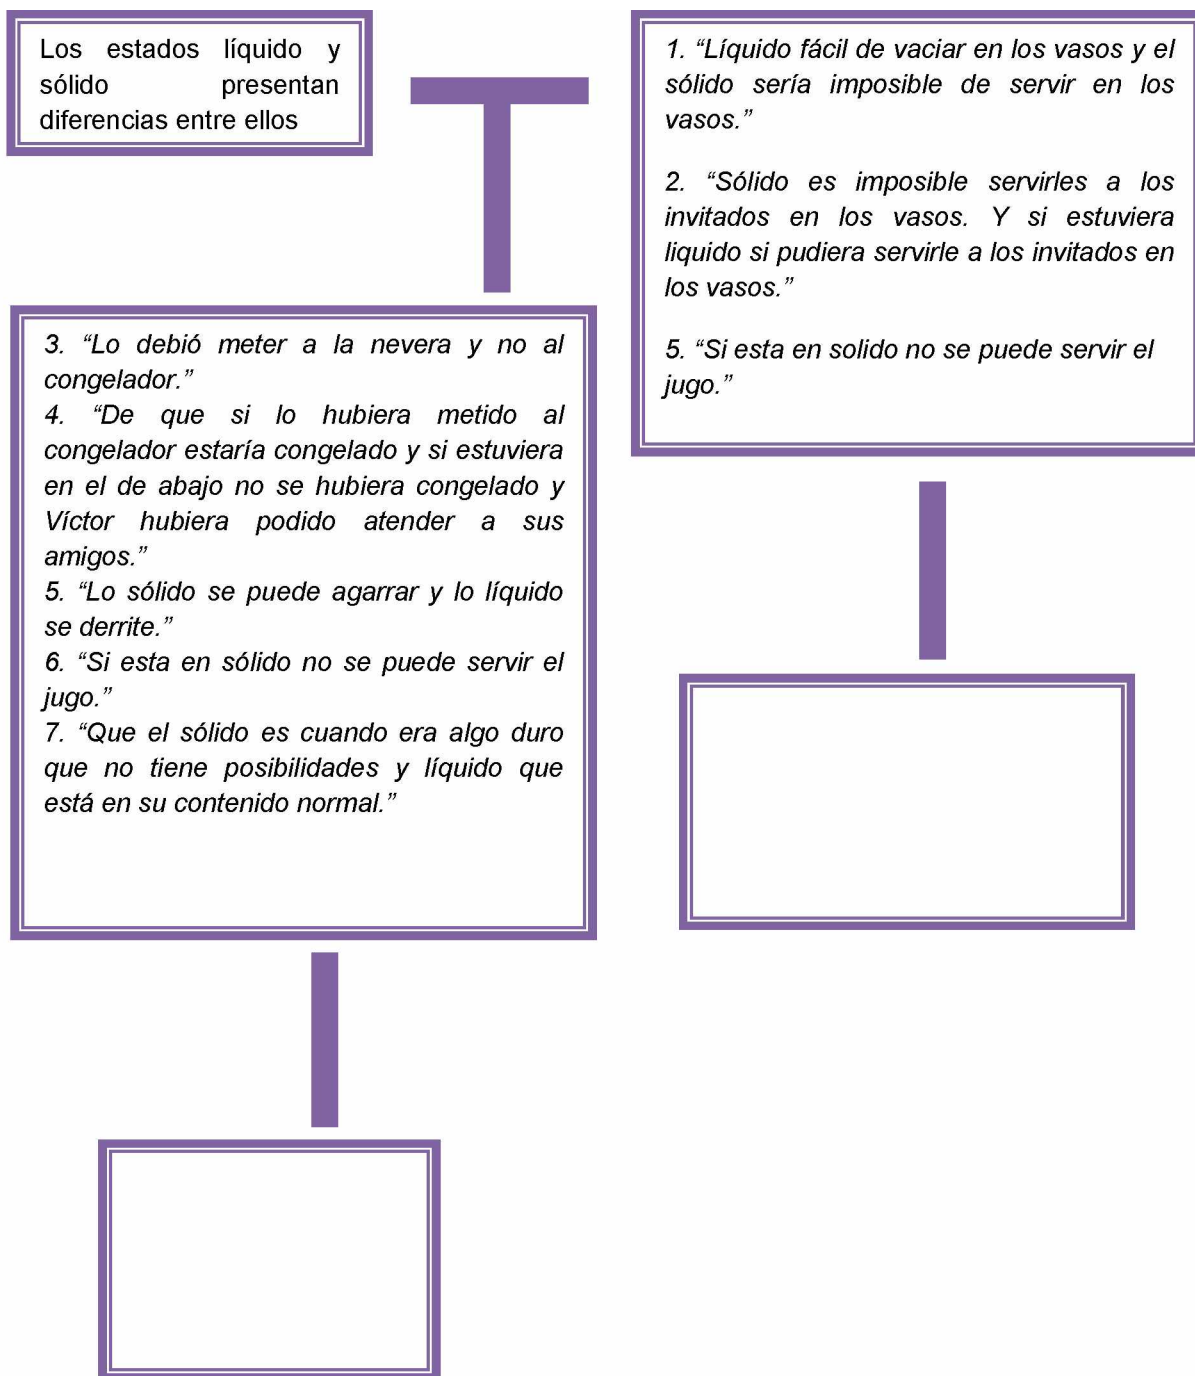 Los estados líquido y
sólido presentan
diferencias entre ellos
1. “Líquido fácil de vaciar en los vasos y el
sólido sería imposible de servir en los
vasos.”
2. “Sólido es imposible servirles a los
invitados en los vasos. Y si estuviera
liquido si pudiera servirle a los invitados en
los vasos.”
5. “Si esta en solido no se puede servir el
jugo.”
3. “Lo debió meter a la nevera y no al
congelador.”
4. “De que si lo hubiera metido al
congelador estaría congelado y si estuviera
en el de abajo no se hubiera congelado y
Víctor hubiera podido atender a sus
amigos.”
5. “Lo sólido se puede agarrar y lo líquido
se derrite.”
6. “Si esta en sólido no se puede servir el
jugo.”
7. “Que el sólido es cuando era algo duro
que no tiene posibilidades y líquido que
está en su contenido normal.”